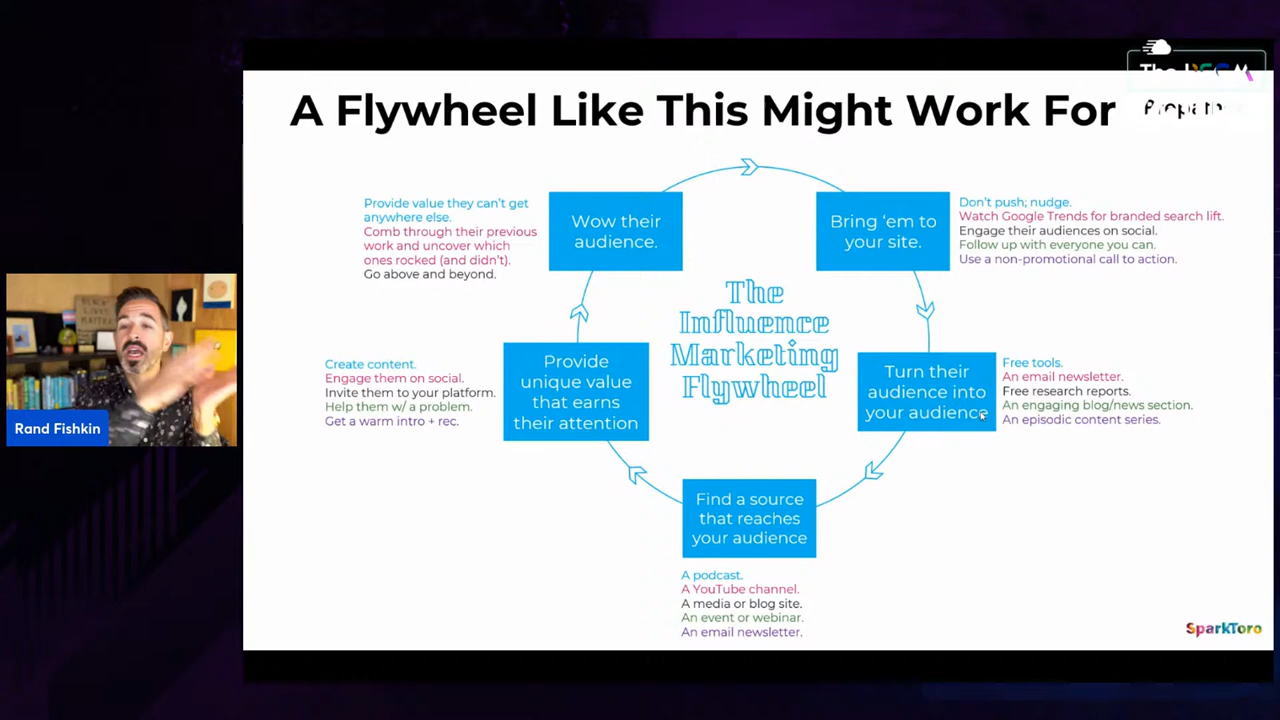 A Flywheel Like This Might Work For
Provide value they can't get
anywhere else.
Comb through their previous
work and uncover which
ones rocked (and didn't).
Go above and beyond.
Wow their
audience.
Bring 'em to
your site.
Don't push; nudge.
Watch Google Trends for branded search lift.
Engage their audiences on social.
Follow up with everyone you can.
Use a non-promotional call to action.
The
Influence
Marketing
Flywheel
Create content.
Engage them on social.
Invite them to your platform.
Help them w/ a problem.
Get a warm intro + rec.
Provide
unique value
that earns
their attention
Turn their
audience into
your audience
Free tools.
An email newsletter.
Free research reports.
An engaging blog/news section.
An episodic content series.
BLACK LIVES
MATTER
Rand Fishkin
Find a source
that reaches
your audience
A podcast.
A YouTube channel.
A media or blog site.
An event or webinar.
An email newsletter.
SparkToro